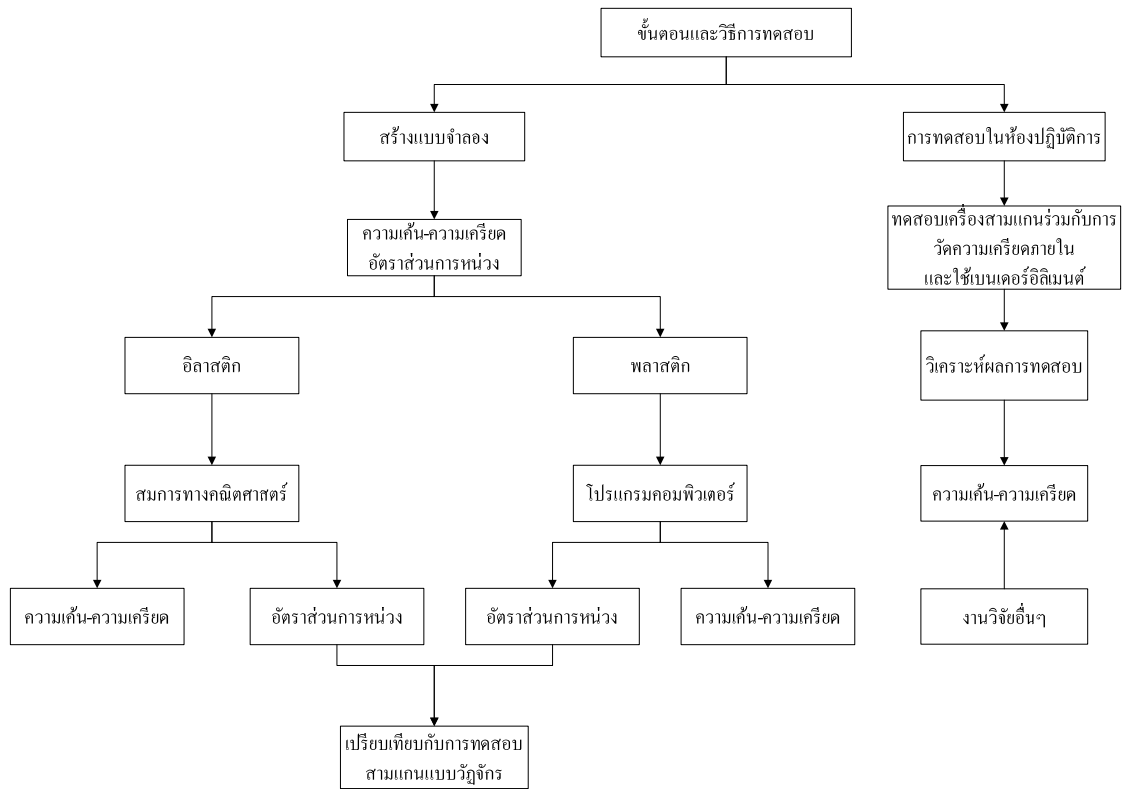 ขั้นตอนและวิธีการทดสอบ
สร้างแบบจำลอง
การทดสอบในห้องปฏิบัติการ
ความเค้น-ความเครียด
อัตราส่วนการหน่วง
ทดสอบเครื่องสามแกนร่วมกับการ
วัดความเครียดภายใน
และใช้เบนเดอร์อิลิเมนต์
อิลาสติก
พลาสติก
วิเคราะห์ผลการทดสอบ
สมการทางคณิตศาสตร์
โปรแกรมคอมพิวเตอร์
ความเค้น-ความเครียด
ความเค้น-ความเครียด
อัตราส่วนการหน่วง
อัตราส่วนการหน่วง
ความเค้น-ความเครียด
งานวิจัยอื่นๆ
เปรียบเทียบกับการทดสอบ
สามแกนแบบวัฏจักร